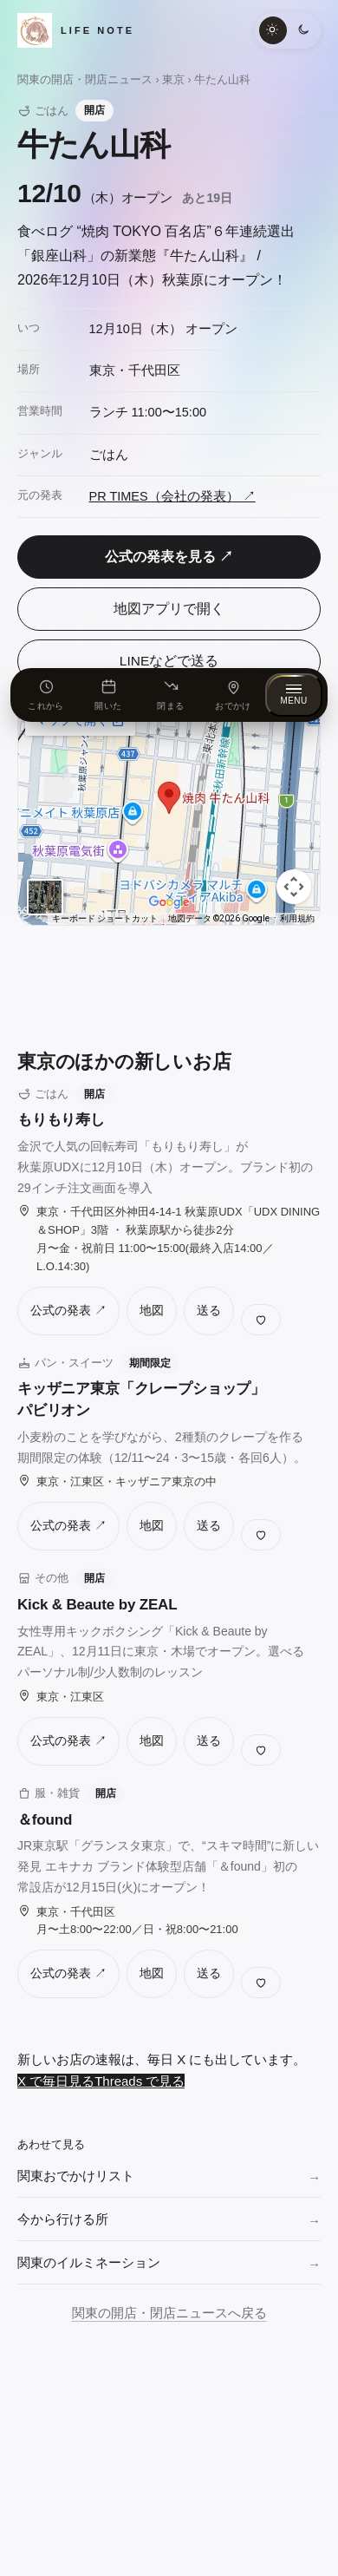 LIFE NOTE
関東の開店・閉店ニュース › 東京 › 牛たん山科
ごはん 開店
牛たん山科
12/10（木）オープン あと19日
食べログ “焼肉 TOKYO 百名店”６年連続選出
「銀座山科」の新業態『牛たん山科』 /
2026年12月10日（木）秋葉原にオープン！
いつ 12月10日（木） オープン
場所 東京・千代田区
営業時間 ランチ 11:00〜15:00
ジャンル ごはん
元の発表 PR TIMES（会社の発表） ↗
公式の発表を見る ↗
地図アプリで開く
LINEなどで送る
これから 開いた 閉まる おでかけ MENU
437
焼肉 牛たん山科
1
ニメイト 秋葉原店
452
秋葉原電気街
ヨドバシカメラ マルチ
メディアAkiba
秋田新幹線
Google
キーボード ショートカット 地図データ ©2026 Google 利用規約
東京のほかの新しいお店
ごはん 開店
もりもり寿し
金沢で人気の回転寿司「もりもり寿し」が
秋葉原UDXに12月10日（木）オープン。ブランド初の
29インチ注文画面を導入
東京・千代田区外神田4-14-1 秋葉原UDX「UDX DINING
＆SHOP」3階 ・ 秋葉原駅から徒歩2分
月〜金・祝前日 11:00〜15:00(最終入店14:00／
L.O.14:30)
公式の発表 ↗ 地図 送る
パン・スイーツ 期間限定
キッザニア東京「クレープショップ」
パビリオン
小麦粉のことを学びながら、2種類のクレープを作る
期間限定の体験（12/11〜24・3〜15歳・各回6人）。
東京・江東区・キッザニア東京の中
公式の発表 ↗ 地図 送る
その他 開店
Kick & Beaute by ZEAL
女性専用キックボクシング「Kick & Beaute by
ZEAL」、12月11日に東京・木場でオープン。選べる
パーソナル制/少人数制のレッスン
東京・江東区
公式の発表 ↗ 地図 送る
服・雑貨 開店
＆found
JR東京駅「グランスタ東京」で、“スキマ時間”に新しい
発見 エキナカ ブランド体験型店舗「＆found」初の
常設店が12月15日(火)にオープン！
東京・千代田区
月〜土8:00〜22:00／日・祝8:00〜21:00
公式の発表 ↗ 地図 送る
新しいお店の速報は、毎日 X にも出しています。
X で毎日見るThreads で見る
あわせて見る
関東おでかけリスト →
今から行ける所 →
関東のイルミネーション →
関東の開店・閉店ニュースへ戻る